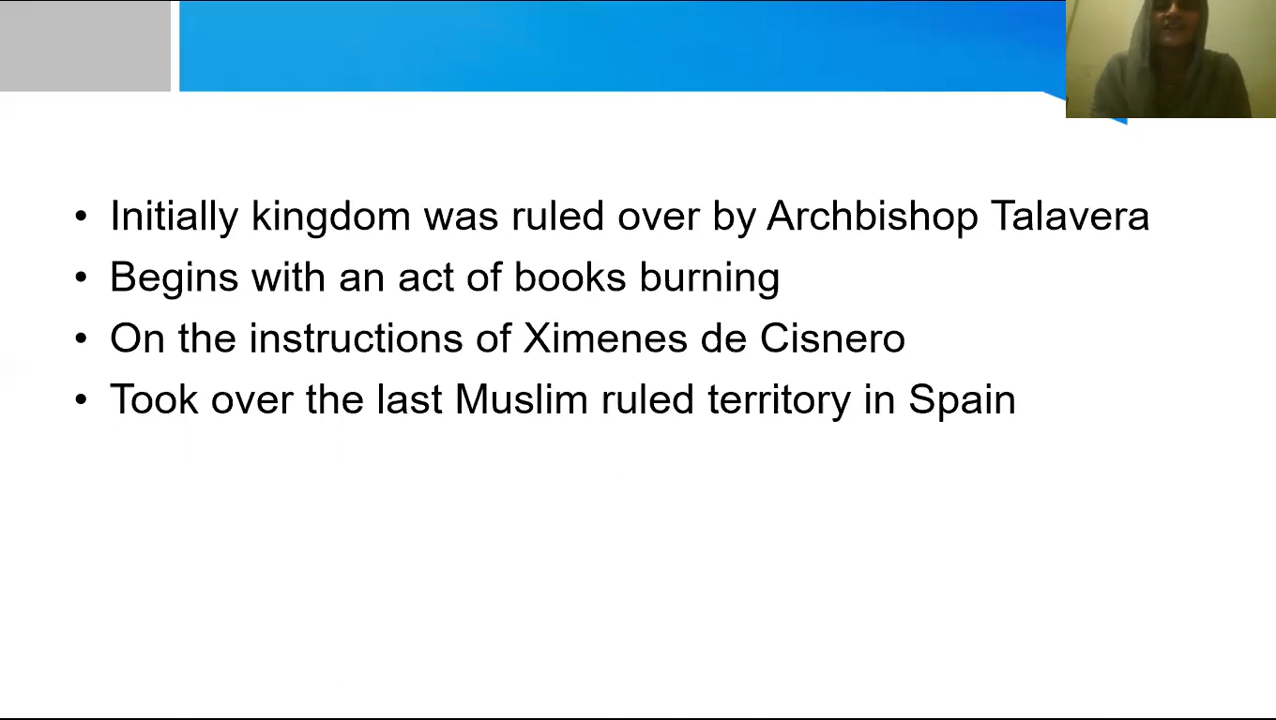 • Initially kingdom was ruled over by Archbishop Talavera
• Begins with an act of books burning
• On the instructions of Ximenes de Cisnero
• Took over the last Muslim ruled territory in Spain